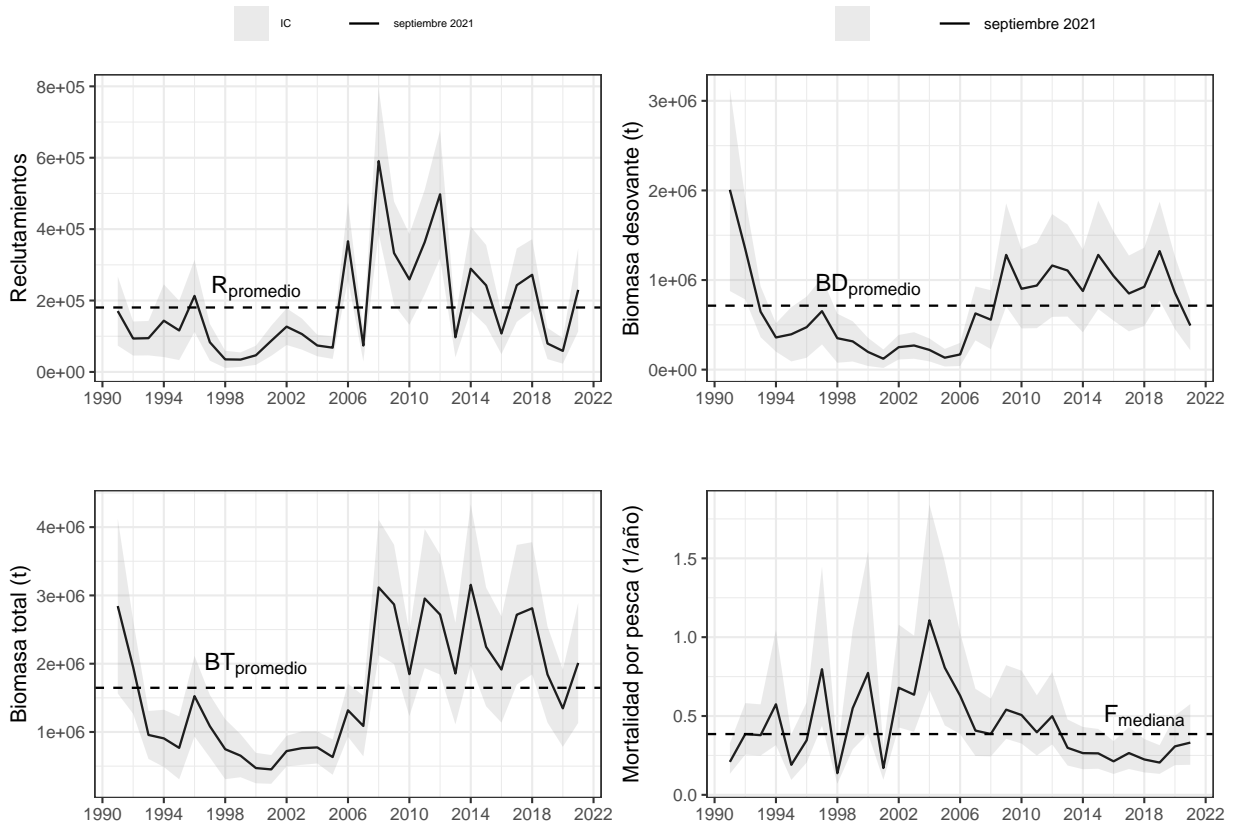 IC septiembre 2021
septiembre 2021
Reclutamientos
8e+05
6e+05
4e+05
2e+05
0e+00
Rpromedio
1990 1994 1998 2002 2006 2010 2014 2018 2022
Biomasa desovante (t)
3e+06
2e+06
1e+06
0e+00
BDpromedio
1990 1994 1998 2002 2006 2010 2014 2018 2022
Biomasa total (t)
4e+06
3e+06
2e+06
1e+06
BTpromedio
1990 1994 1998 2002 2006 2010 2014 2018 2022
Mortalidad por pesca (1/año)
1.5
1.0
0.5
0.0
Fmediana
1990 1994 1998 2002 2006 2010 2014 2018 2022